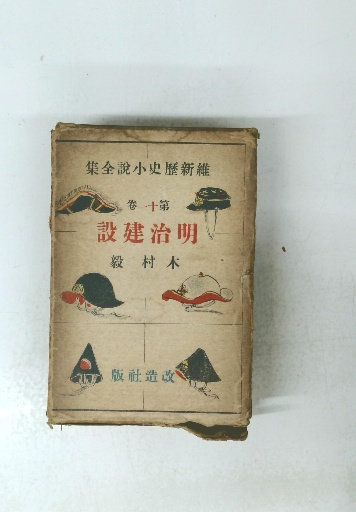 維新歴史小説全集
第十一巻
明治建設
木村毅
改造社版